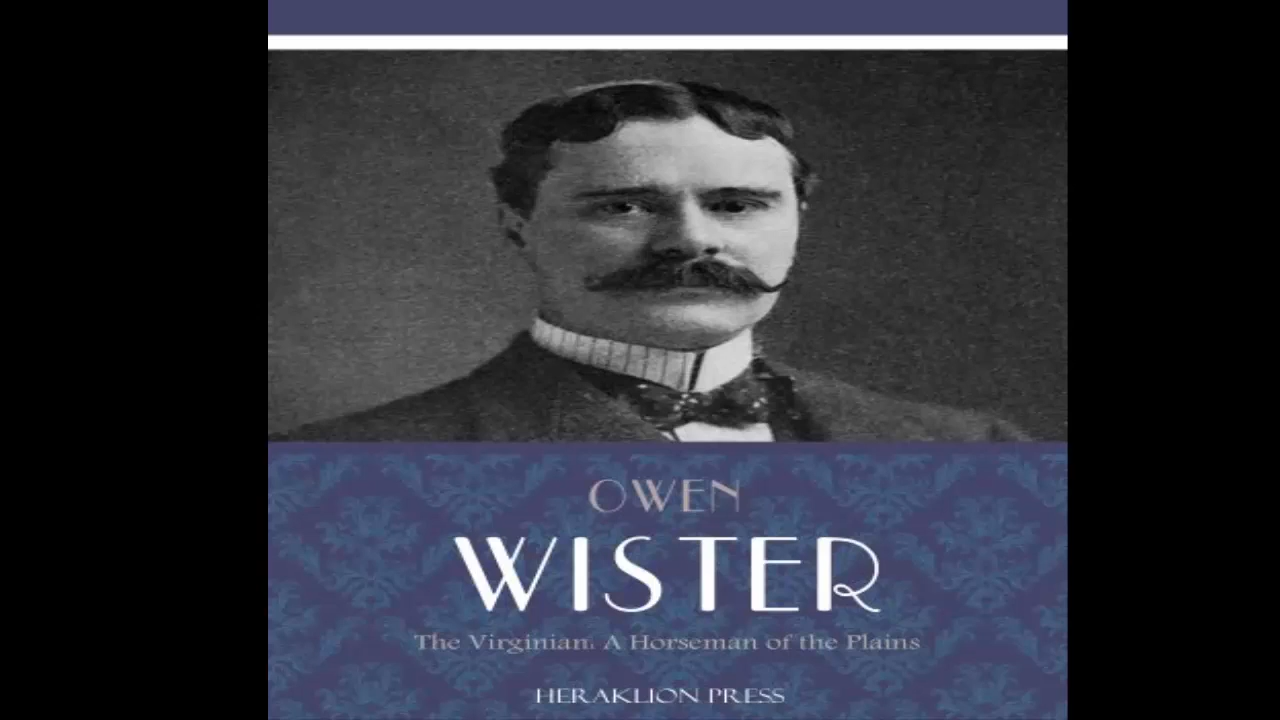 OWEN
WISTER
The Virginian: A Horseman of the Plains
HERAKLION PRESS